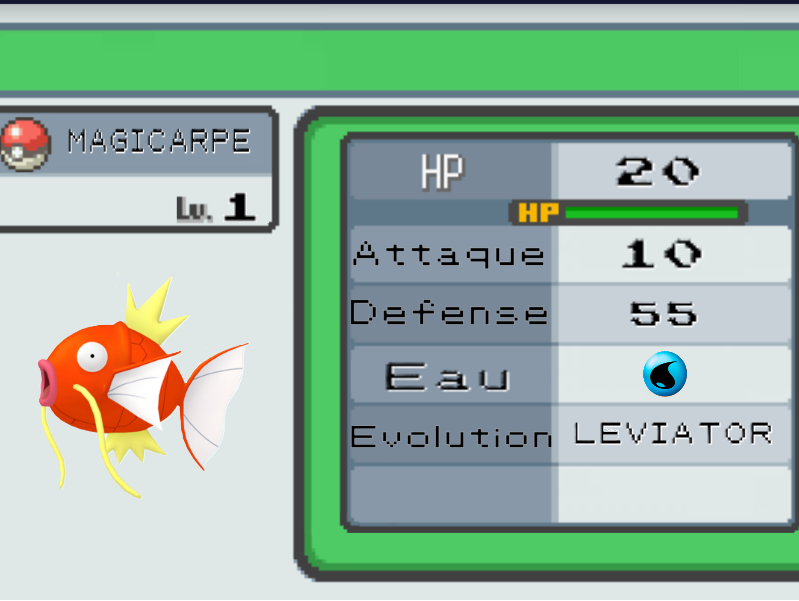 MAGICARPE
Lv. 1
HP 20
HP
Attaque 10
Defense 55
Eau
Evolution LEVIATOR